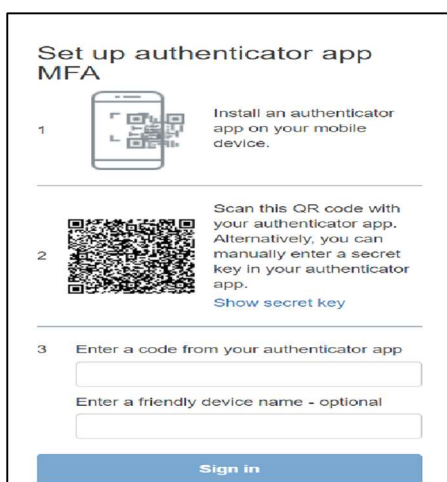 Set up authenticator app
MFA
1
Install an authenticator
app on your mobile
device.
2
Scan this QR code with
your authenticator app.
Alternatively, you can
manually enter a secret
key in your authenticator
app.
Show secret key
3 Enter a code from your authenticator app
Enter a friendly device name - optional
Sign in